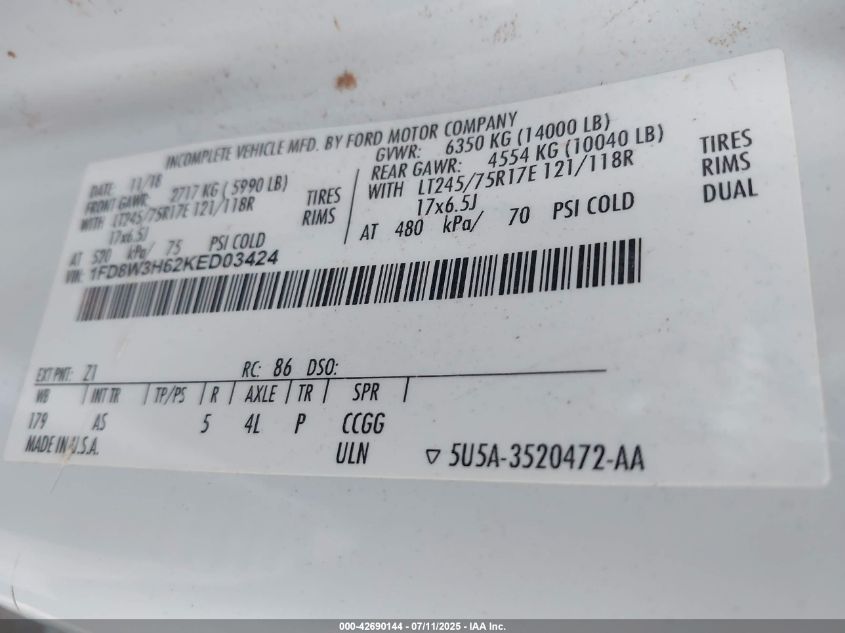 INCOMPLETE VEHICLE MFD. BY FORD MOTOR COMPANY
DATE: 11/18
GVWR: 6350 KG (14000 LB)
FRONT GAWR: 2717 KG (5990 LB)
WITH LT245/75R17E 121/118R TIRES
17x6.5J RIMS
AT 520 kPa/ 75 PSI COLD
REAR GAWR: 4554 KG (10040 LB)
WITH LT245/75R17E 121/118R TIRES
17x6.5J RIMS
AT 480 kPa/ 70 PSI COLD DUAL
VIN: 1FD8W3H62KED03424
EXT PNT: Z1 RC: 86 DSO:
WB INT TR TP/PS R AXLE TR SPR
179 AS 5 4L P CCGG
MADE IN U.S.A. ULN ▽ 5U5A-3520472-AA
000-42690144 - 07/11/2025 - IAA Inc.